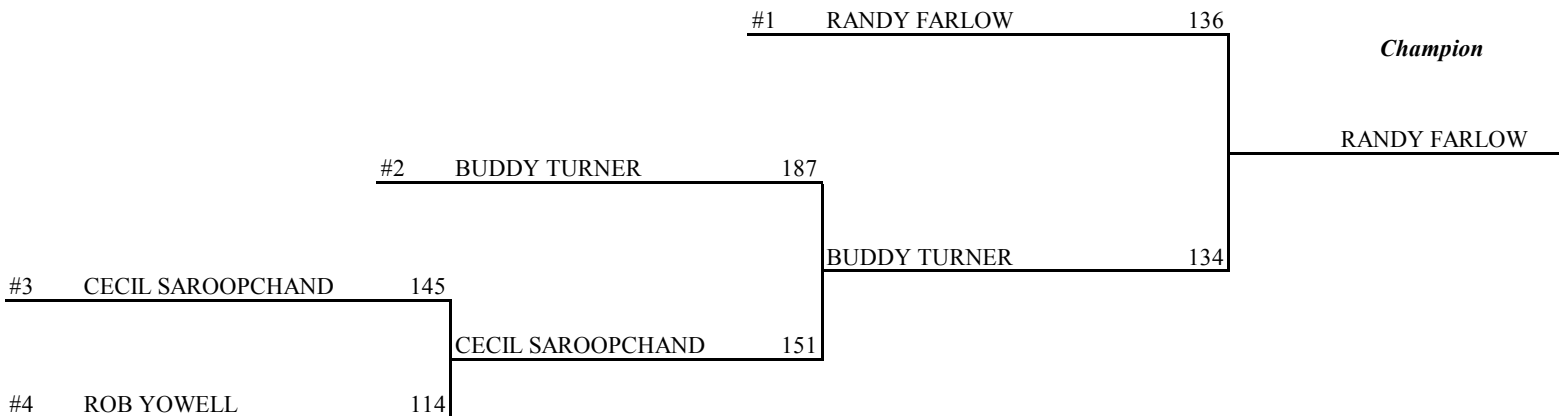 #1 RANDY FARLOW 136
Champion
RANDY FARLOW
#2 BUDDY TURNER 187
BUDDY TURNER 134
#3 CECIL SAROOPCHAND 145
CECIL SAROOPCHAND 151
#4 ROB YOWELL 114